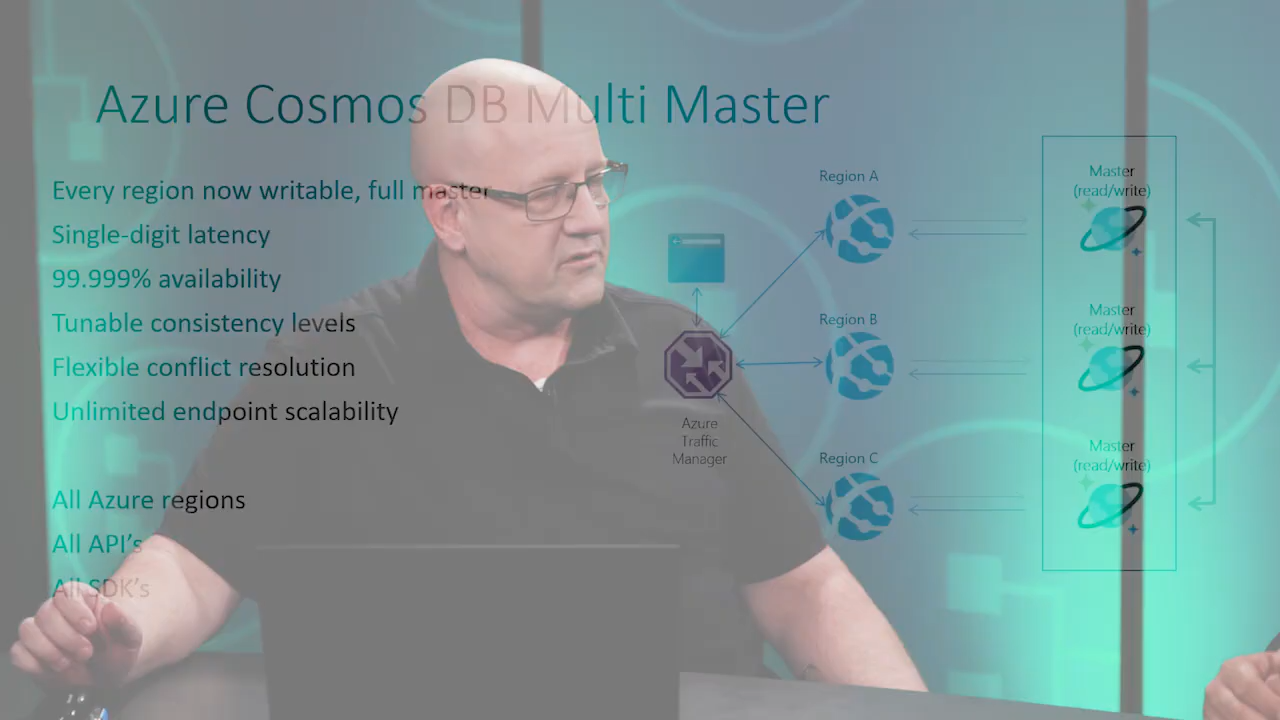 Azure Cosmos DB Multi Master
Every region now writable, full master
Single-digit latency
99.999% availability
Tunable consistency levels
Flexible conflict resolution
Unlimited endpoint scalability
All Azure regions
All API’s
All SDK’s
Azure
Traffic
Manager
Region A
Region B
Region C
Master
(read/write)
Master
(read/write)
Master
(read/write)